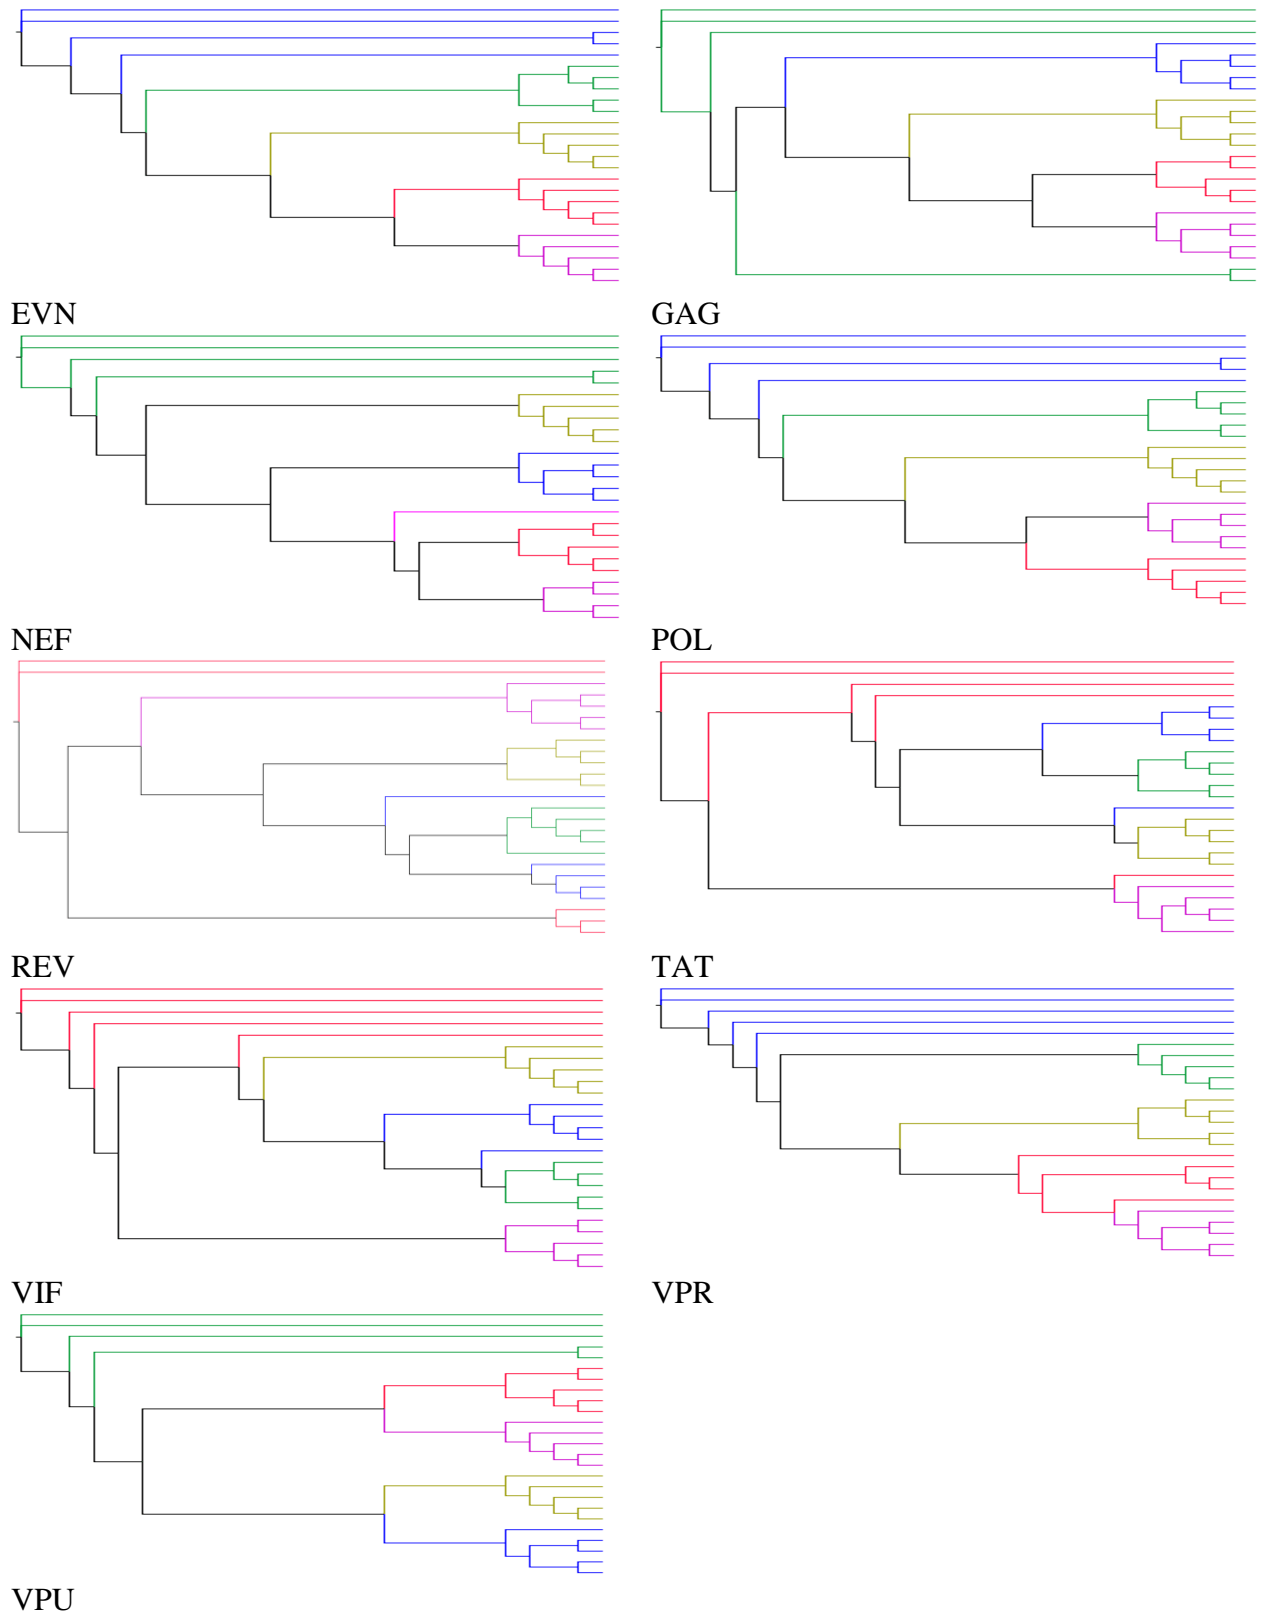 EVN
GAG
NEF
POL
REV
TAT
VIF
VPR
VPU